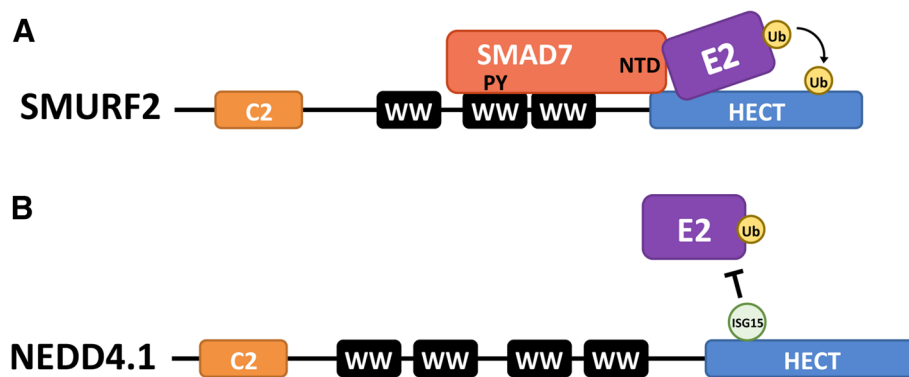 A
SMAD7
NTD
E2
Ub
Ub
PY
SMURF2
C2
WW
WW
WW
HECT
B
E2
Ub
ISG15
NEDD4.1
C2
WW
WW
WW
WW
HECT